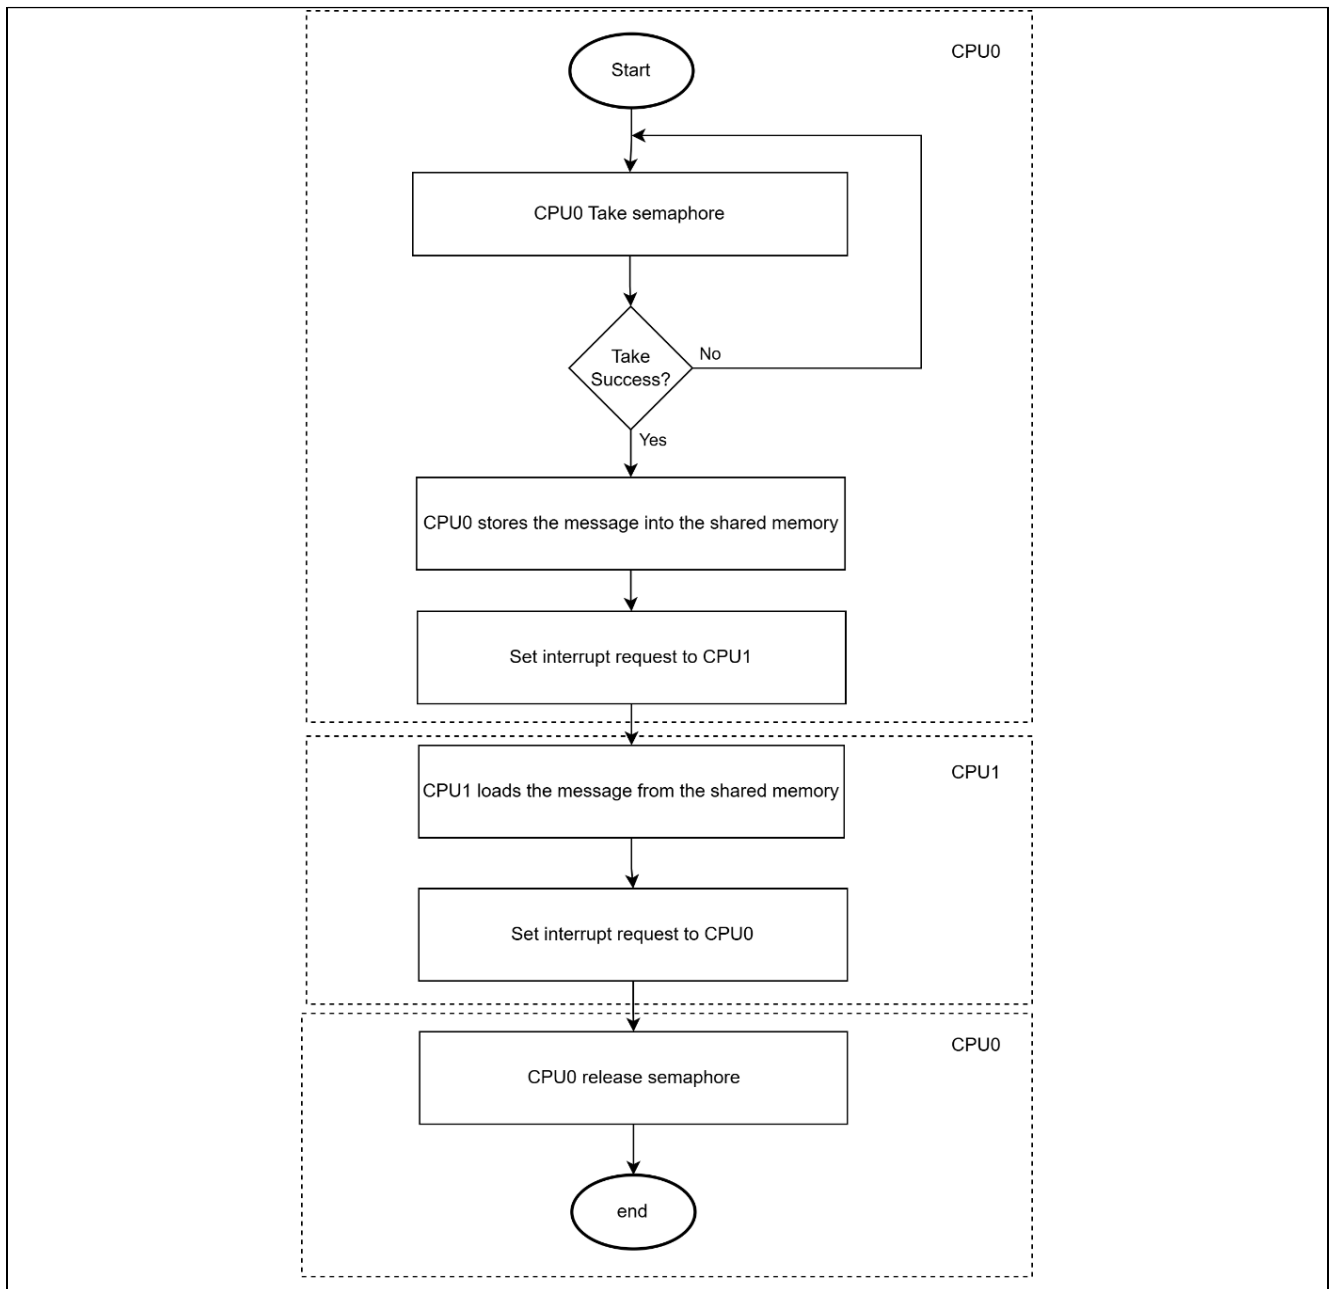 CPU0
Start
CPU0 Take semaphore
Take
Success?
No
Yes
CPU0 stores the message into the shared memory
Set interrupt request to CPU1
CPU1
CPU1 loads the message from the shared memory
Set interrupt request to CPU0
CPU0
CPU0 release semaphore
end